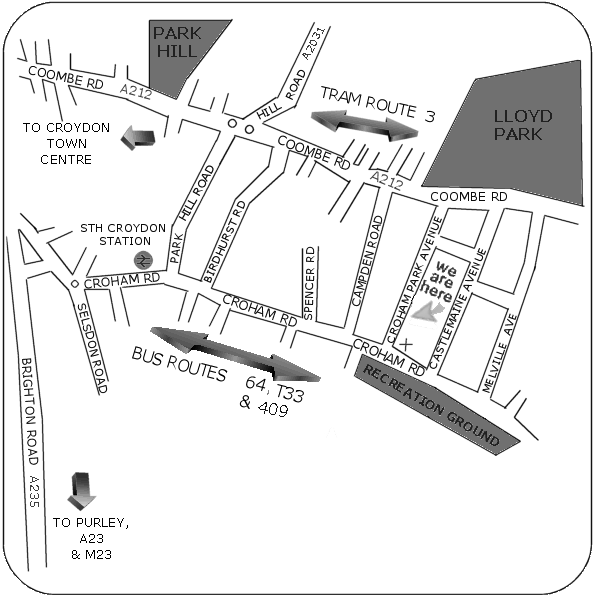 PARK
HILL
COOMBE RD
A212
HILL ROAD
A2031
TRAM ROUTE 3
LLOYD
PARK
TO CROYDON
TOWN
CENTRE
COOMBE RD
A212
COOMBE RD
PARK HILL ROAD
BIRDHURST RD
STH CROYDON
STATION
CROHAM RD
CROHAM RD
SPENCER RD
CAMPDEN ROAD
CROHAM PARK AVENUE
we
are
here
CASTLEMAINE AVENUE
MELVILLE AVE
SELSDON ROAD
BUS ROUTES 64, T33
& 409
CROHAM RD
RECREATION GROUND
BRIGHTON ROAD A235
TO PURLEY,
A23
& M23